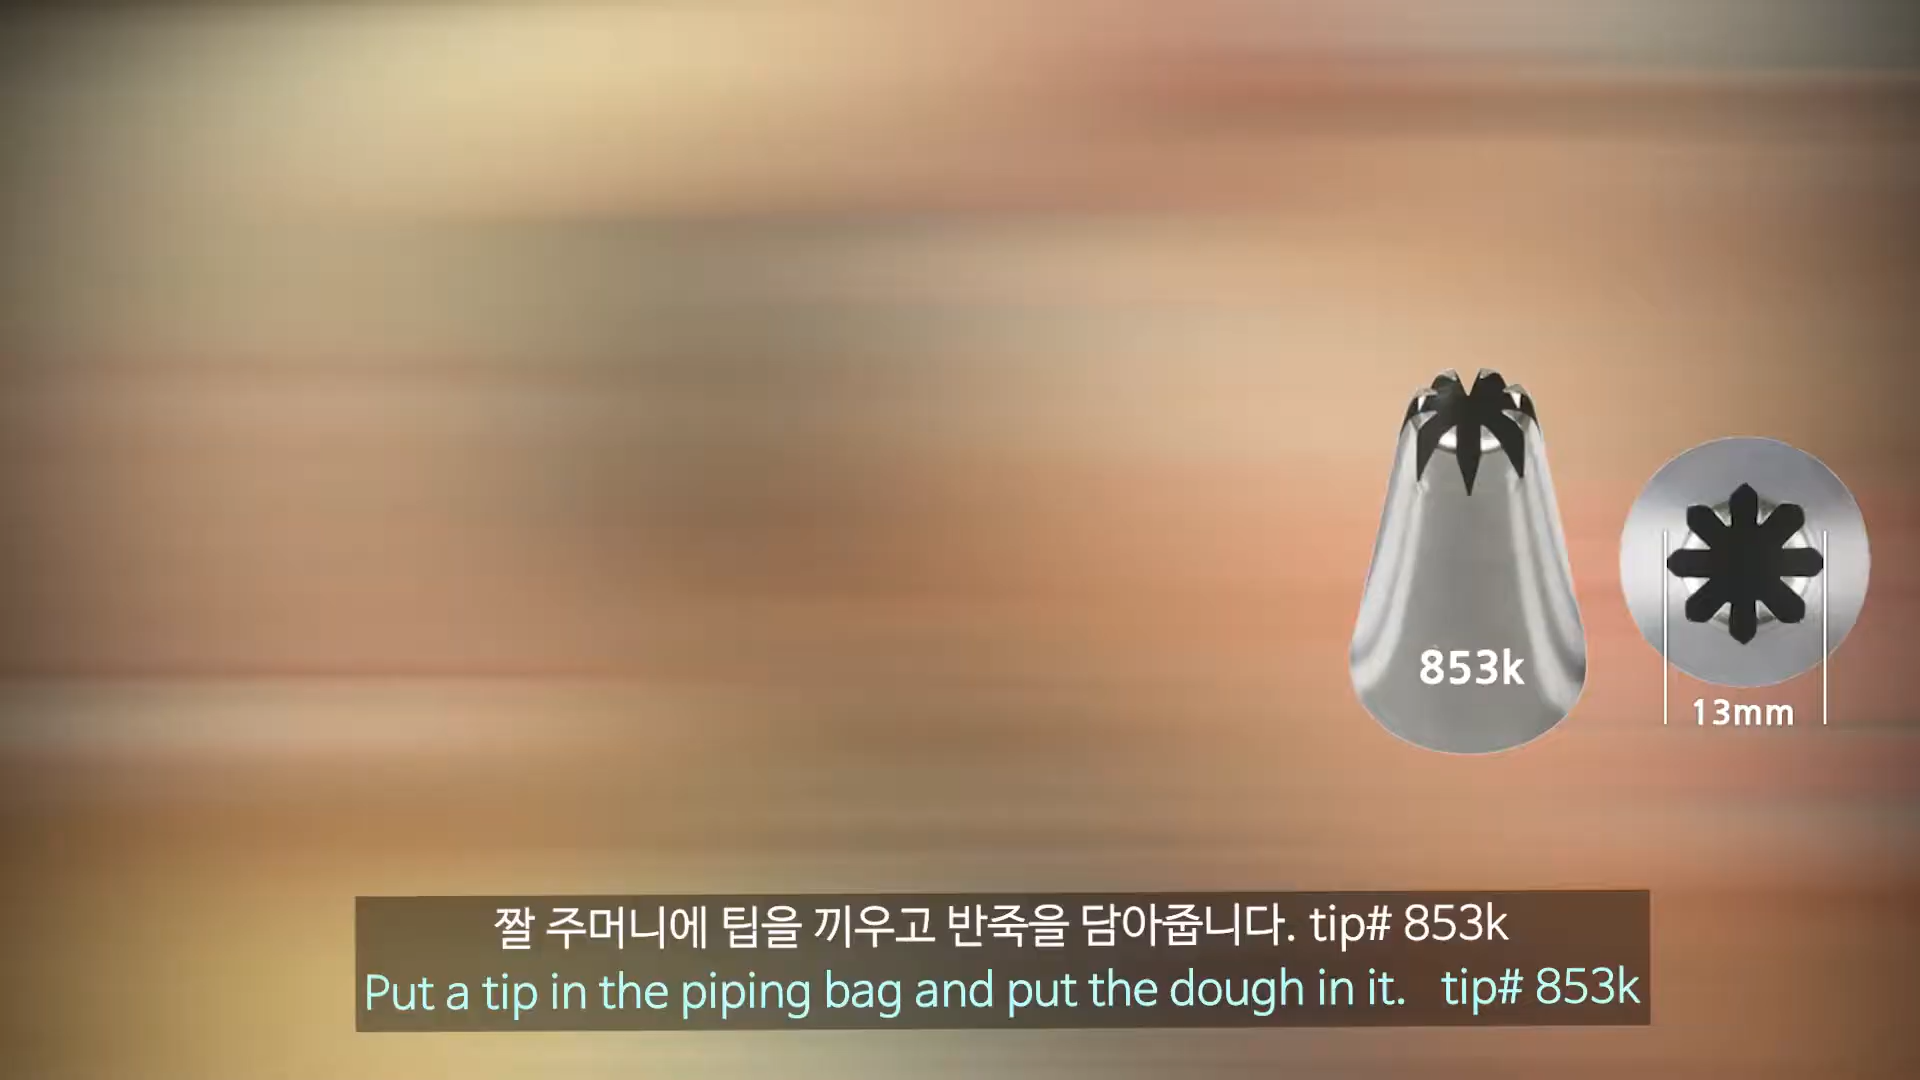 853k
13mm
짤 주머니에 팁을 끼우고 반죽을 담아줍니다. tip# 853k
Put a tip in the piping bag and put the dough in it. tip# 853k